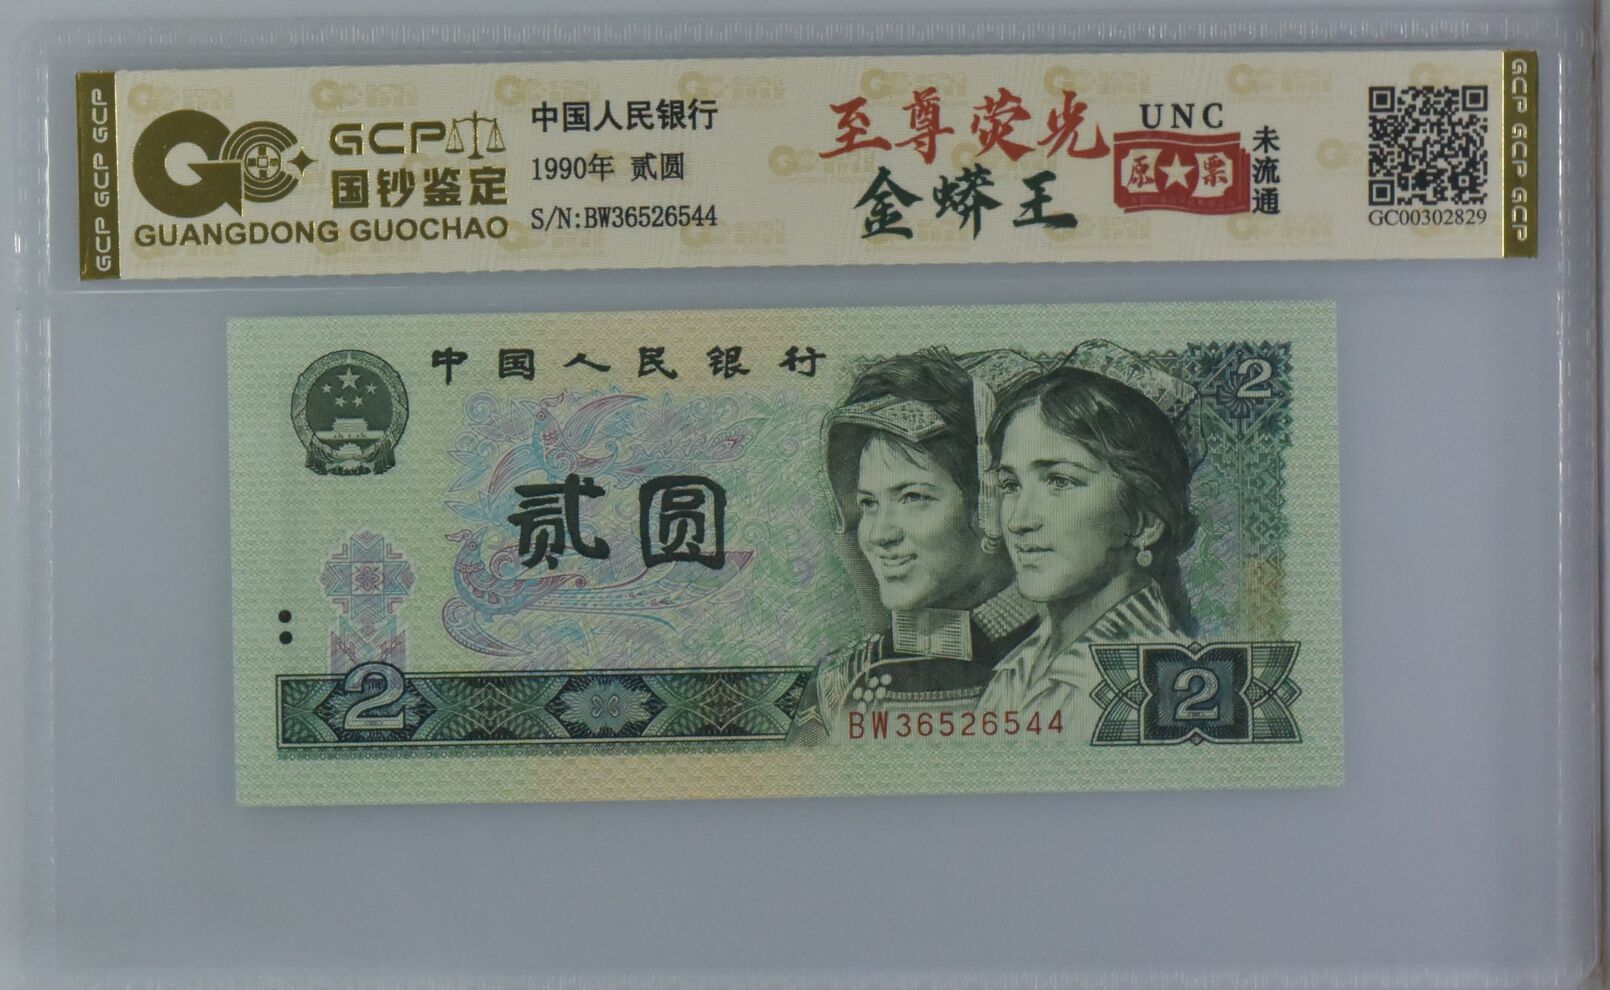 GCP GCP GCP
GCP
国钞鉴定
GUANGDONG GUOCHAO
中国人民银行
1990年 贰圆
S/N:BW36526544
至尊荧光
金蟒王
UNC
原票
未流通
GC00302829
GCP GCP GCP
中国人民银行
2
贰圆
2
BW36526544
2